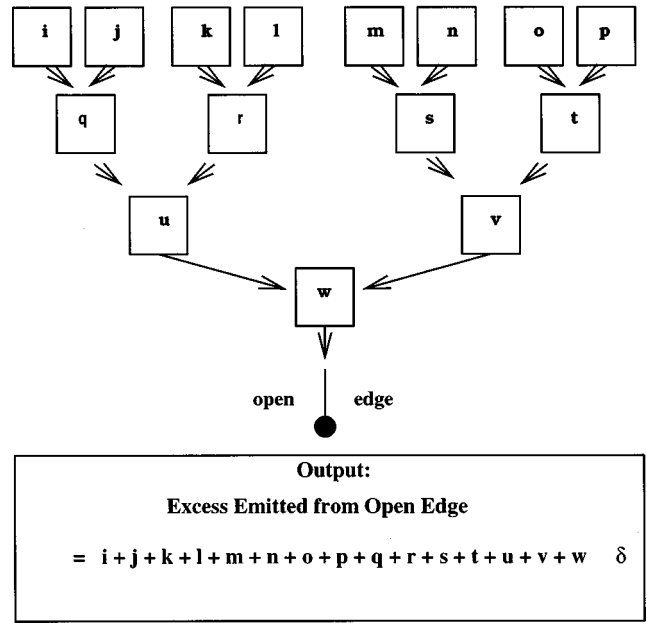 i j k l m n o p
q r s t
u v
w
open edge
Output:
Excess Emitted from Open Edge
= i + j + k + l + m + n + o + p + q + r + s + t + u + v + w δ